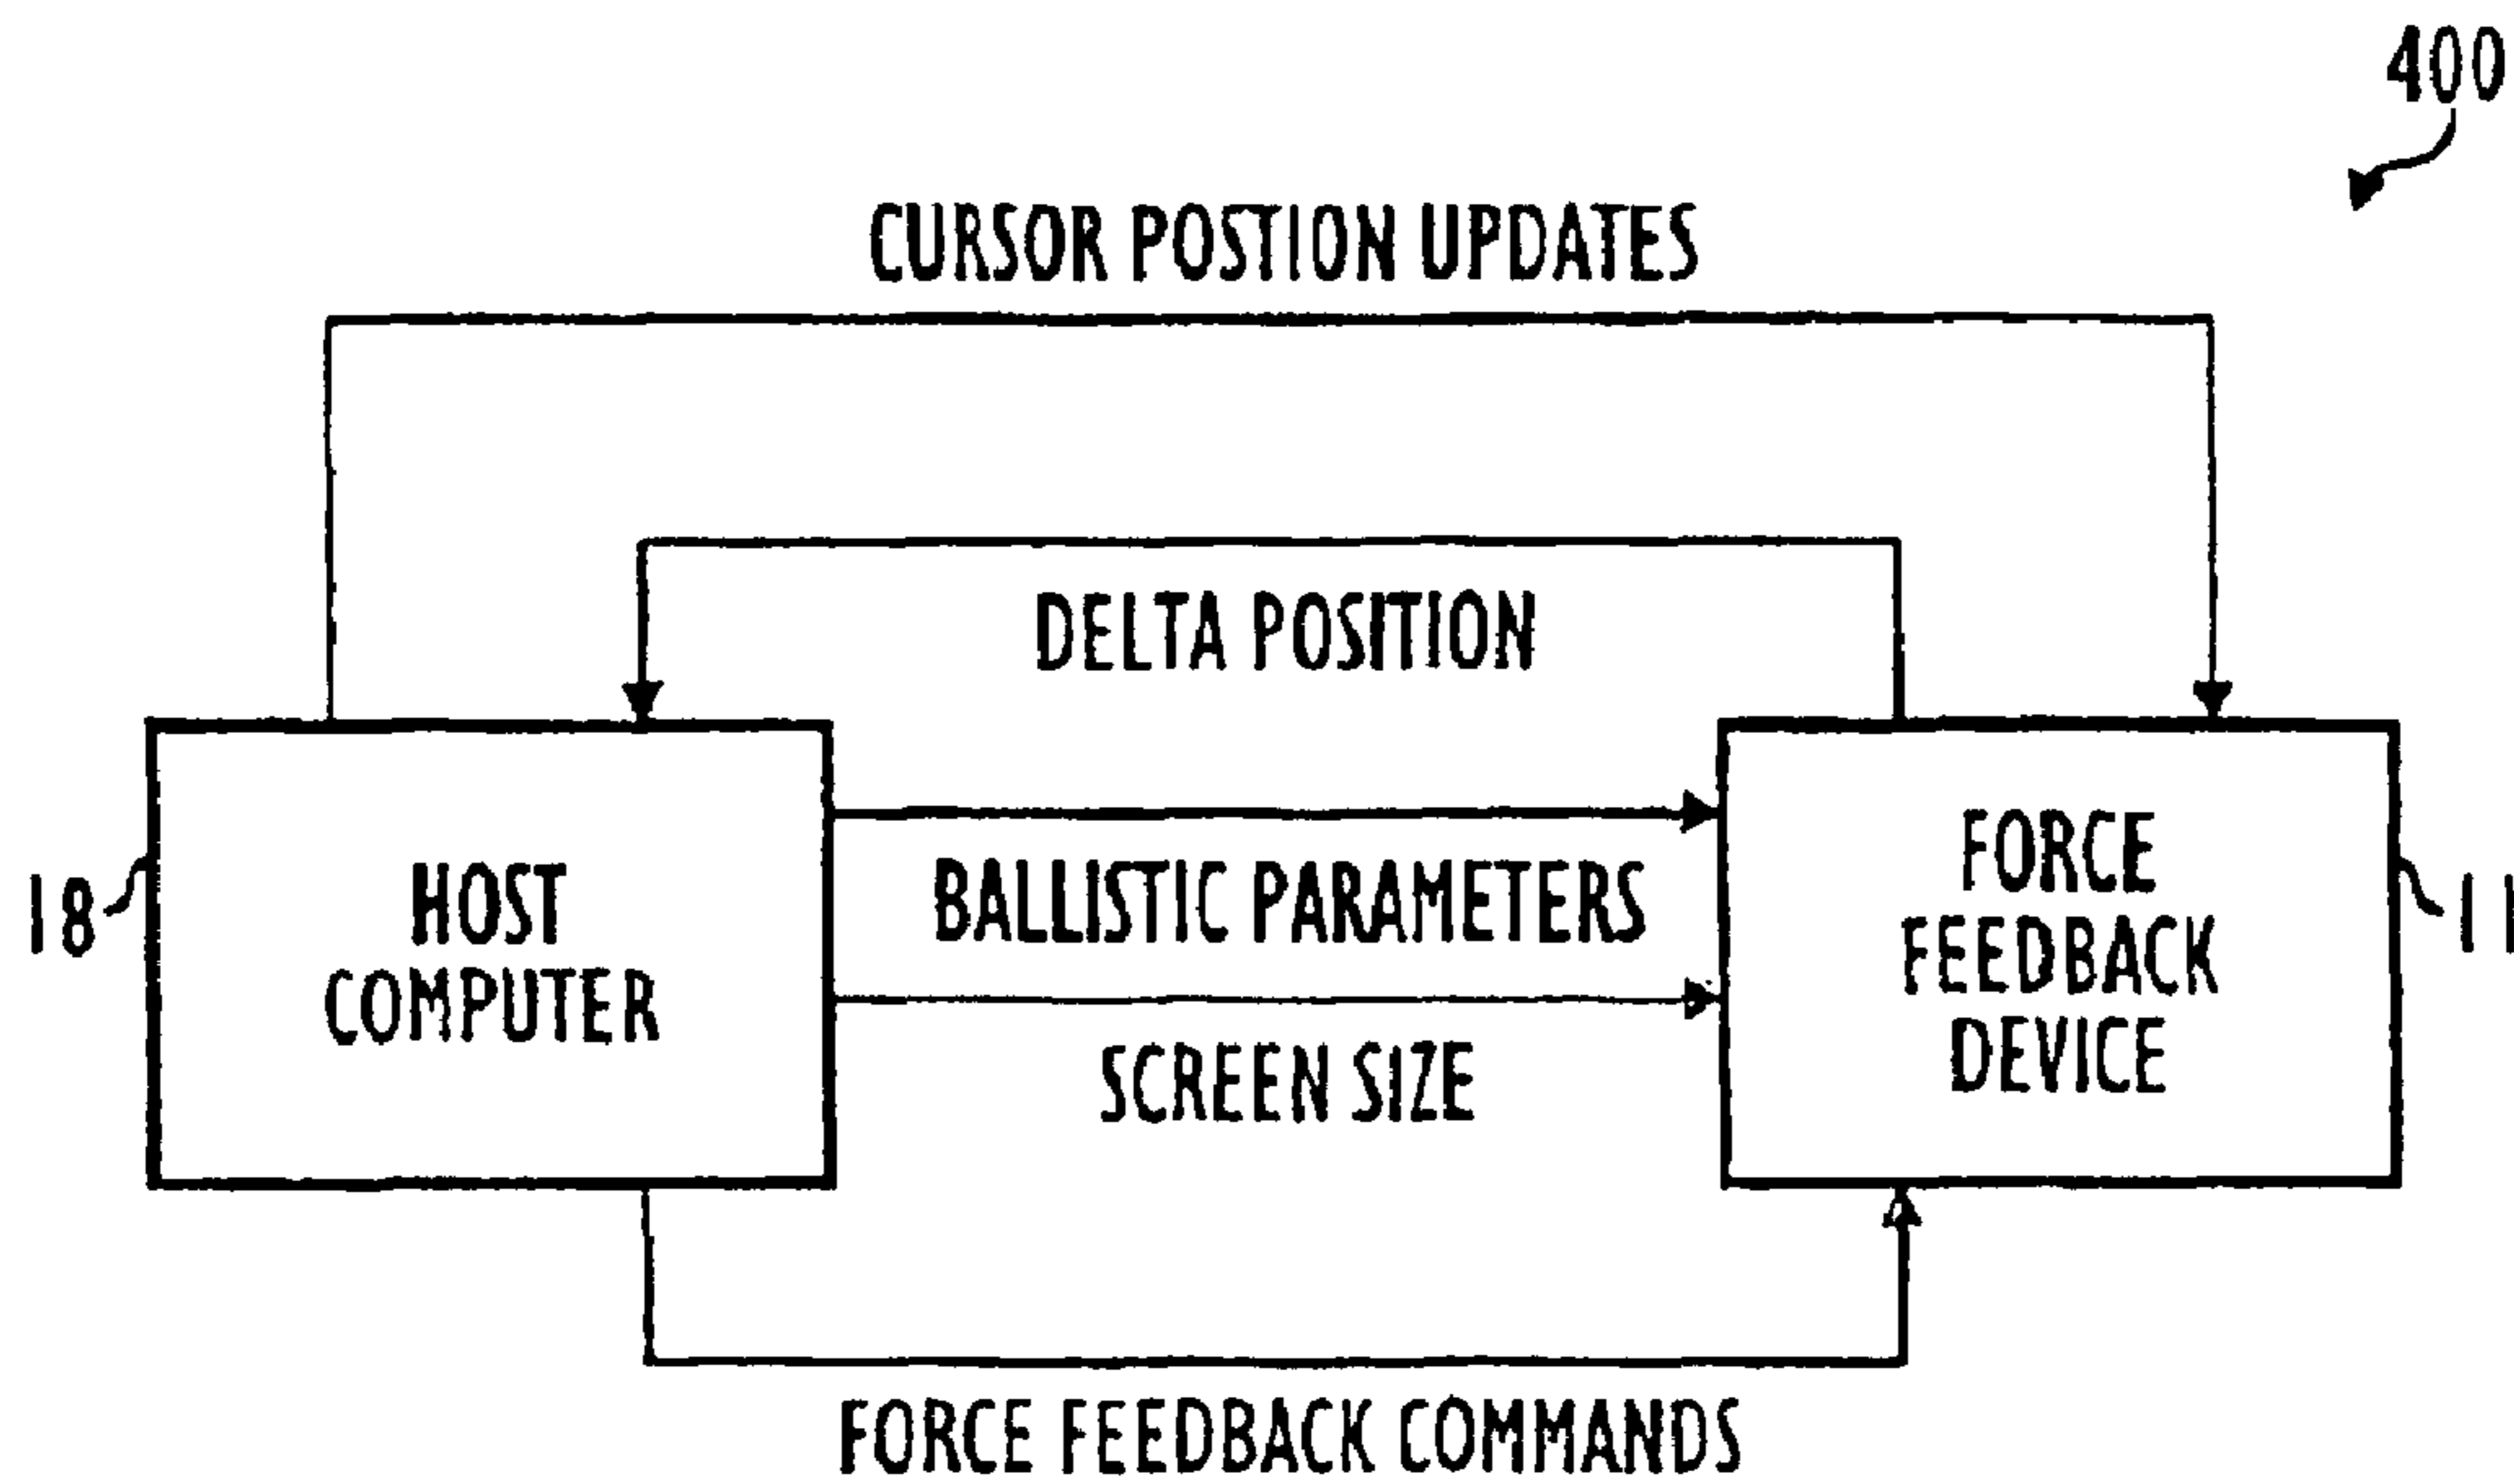 400
CURSOR POSTION UPDATES
DELTA POSITION
BALLISTIC PARAMETERS
SCREEN SIZE
18
HOST
COMPUTER
FORCE
FEEDBACK
DEVICE
11
FORCE FEEDBACK COMMANDS